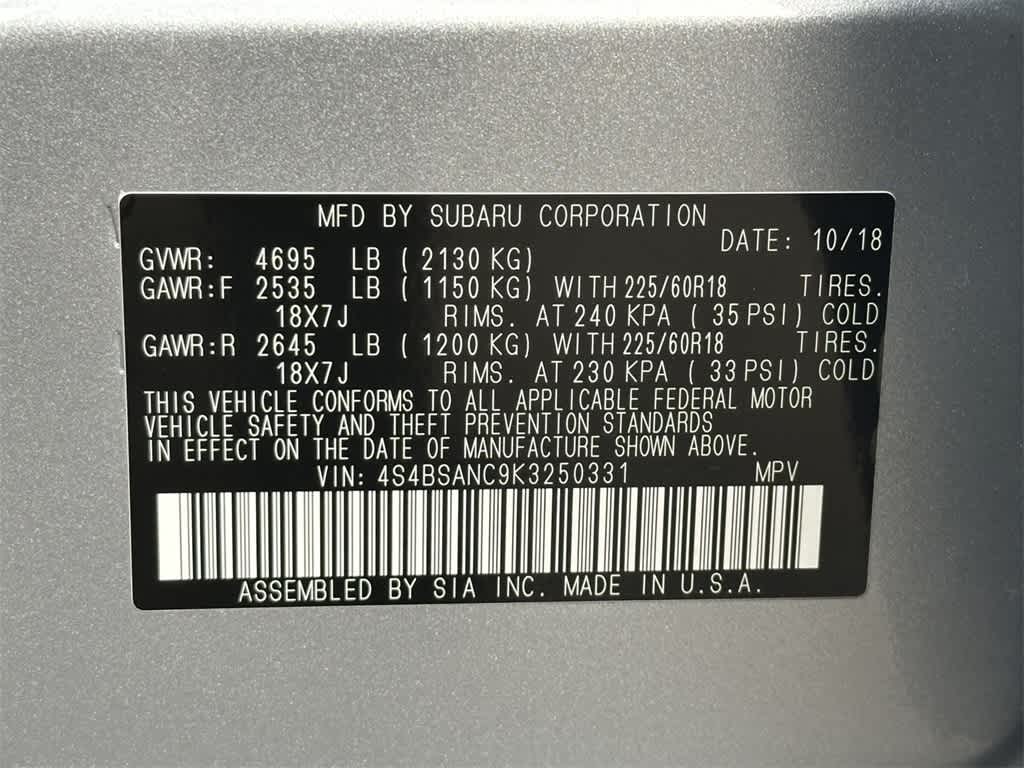 MFD BY SUBARU CORPORATION
DATE: 10/18
GVWR: 4695 LB ( 2130 KG)
GAWR:F 2535 LB ( 1150 KG) WITH 225/60R18 TIRES.
18X7J RIMS. AT 240 KPA ( 35 PSI) COLD
GAWR:R 2645 LB ( 1200 KG) WITH 225/60R18 TIRES.
18X7J RIMS. AT 230 KPA ( 33 PSI) COLD
THIS VEHICLE CONFORMS TO ALL APPLICABLE FEDERAL MOTOR
VEHICLE SAFETY AND THEFT PREVENTION STANDARDS
IN EFFECT ON THE DATE OF MANUFACTURE SHOWN ABOVE.
VIN: 4S4BSANC9K3250331 MPV
ASSEMBLED BY SIA INC. MADE IN U.S.A.